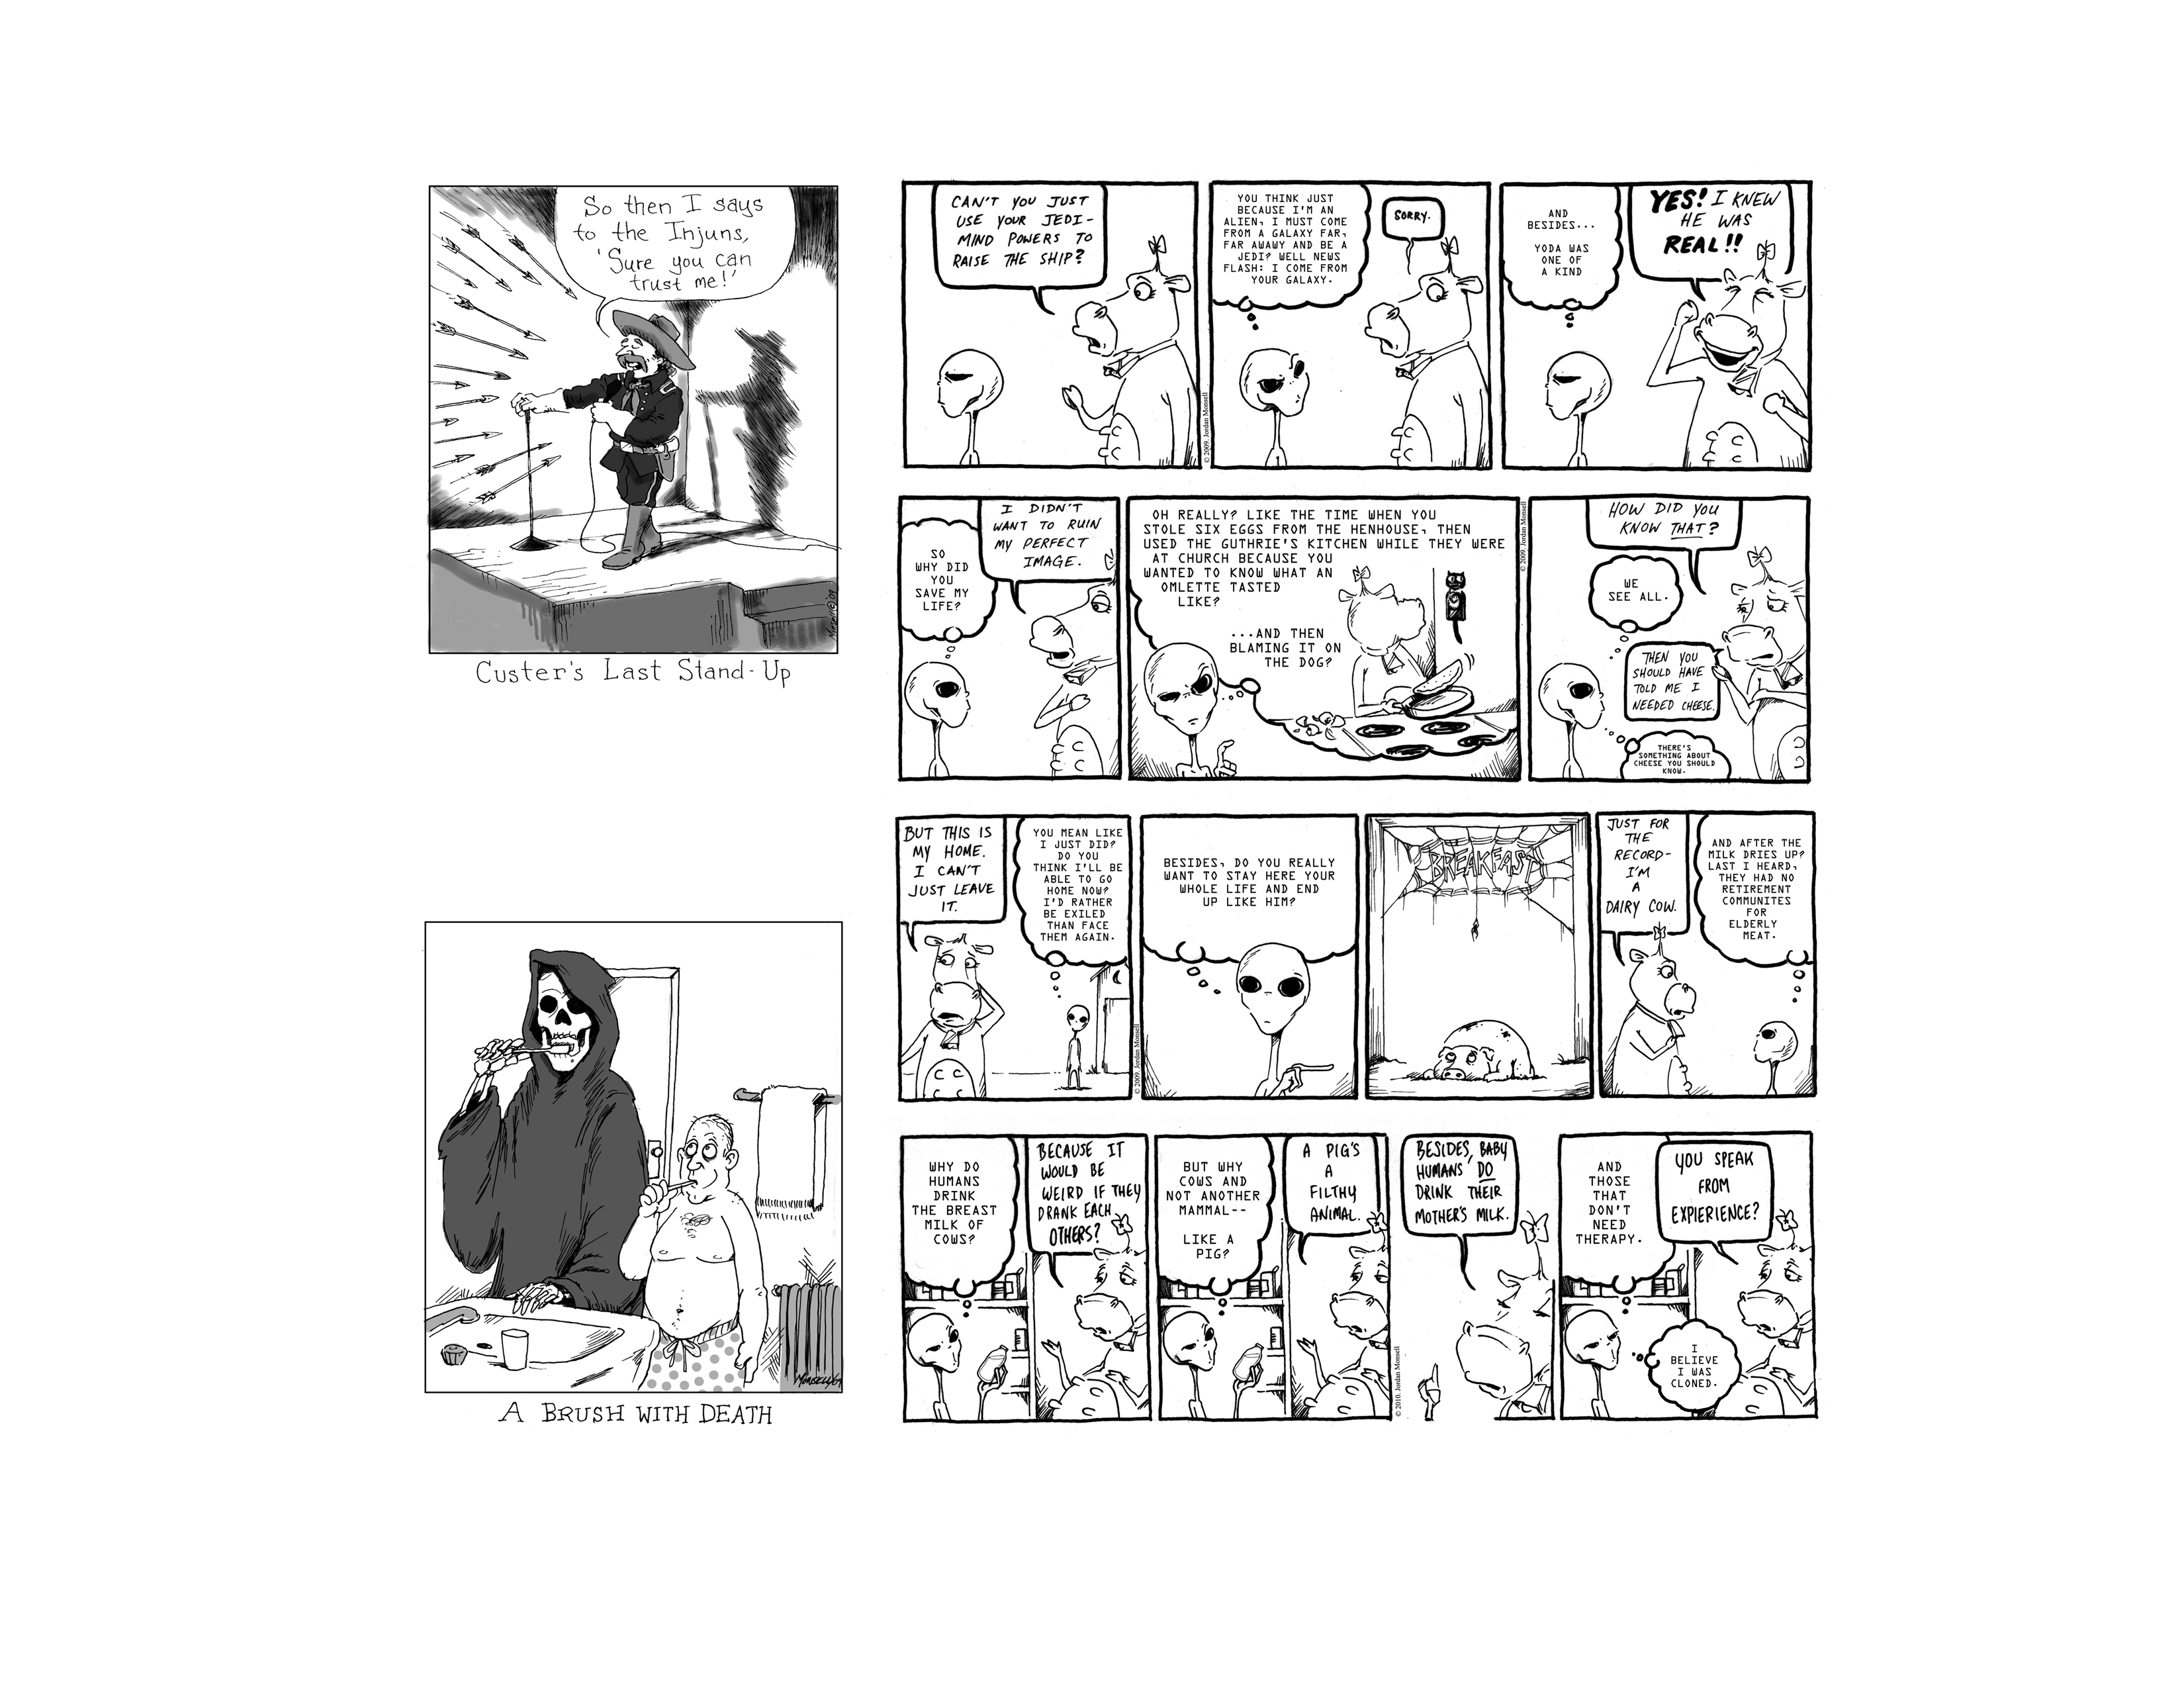 So then I says
to the Injuns,
'Sure you can
trust me!'
Custer's Last Stand-Up
A BRUSH WITH DEATH
CAN'T YOU JUST
USE YOUR JEDI-
MIND POWERS TO
RAISE THE SHIP?
© 2009. Jordan Monsell
YOU THINK JUST
BECAUSE I'M AN
ALIEN, I MUST COME
FROM A GALAXY FAR,
FAR AWAWY AND BE A
JEDI? WELL NEWS
FLASH: I COME FROM
YOUR GALAXY.
SORRY.
AND
BESIDES...
YODA WAS
ONE OF
A KIND
YES! I KNEW
HE WAS
REAL!!
SO
WHY DID
YOU
SAVE MY
LIFE?
I DIDN'T
WANT TO RUIN
MY PERFECT
IMAGE.
OH REALLY? LIKE THE TIME WHEN YOU
STOLE SIX EGGS FROM THE HENHOUSE, THEN
USED THE GUTHRIE'S KITCHEN WHILE THEY WERE
AT CHURCH BECAUSE YOU
WANTED TO KNOW WHAT AN
OMLETTE TASTED
LIKE?
...AND THEN
BLAMING IT ON
THE DOG?
© 2009. Jordan Monsell
HOW DID YOU
KNOW THAT?
WE
SEE ALL.
THEN YOU
SHOULD HAVE
TOLD ME I
NEEDED CHEESE.
THERE'S
SOMETHING ABOUT
CHEESE YOU SHOULD
KNOW.
BUT THIS IS
MY HOME.
I CAN'T
JUST LEAVE
IT.
YOU MEAN LIKE
I JUST DID?
DO YOU
THINK I'LL BE
ABLE TO GO
HOME NOW?
I'D RATHER
BE EXILED
THAN FACE
THEM AGAIN.
© 2009. Jordan Monsell
BESIDES, DO YOU REALLY
WANT TO STAY HERE YOUR
WHOLE LIFE AND END
UP LIKE HIM?
BREAKFAST
JUST FOR
THE
RECORD-
I'M
A
DAIRY COW.
AND AFTER THE
MILK DRIES UP?
LAST I HEARD,
THEY HAD NO
RETIREMENT
COMMUNITES
FOR
ELDERLY
MEAT.
WHY DO
HUMANS
DRINK
THE BREAST
MILK OF
COWS?
BECAUSE IT
WOULD BE
WEIRD IF THEY
DRANK EACH
OTHERS?
BUT WHY
COWS AND
NOT ANOTHER
MAMMAL--
LIKE A
PIG?
A PIG'S
A
FILTHY
ANIMAL.
© 2010. Jordan Monsell
BESIDES, BABY
HUMANS DO
DRINK THEIR
MOTHER'S MILK.
AND
THOSE
THAT
DON'T
NEED
THERAPY.
YOU SPEAK
FROM
EXPIERIENCE?
I
BELIEVE
I WAS
CLONED.